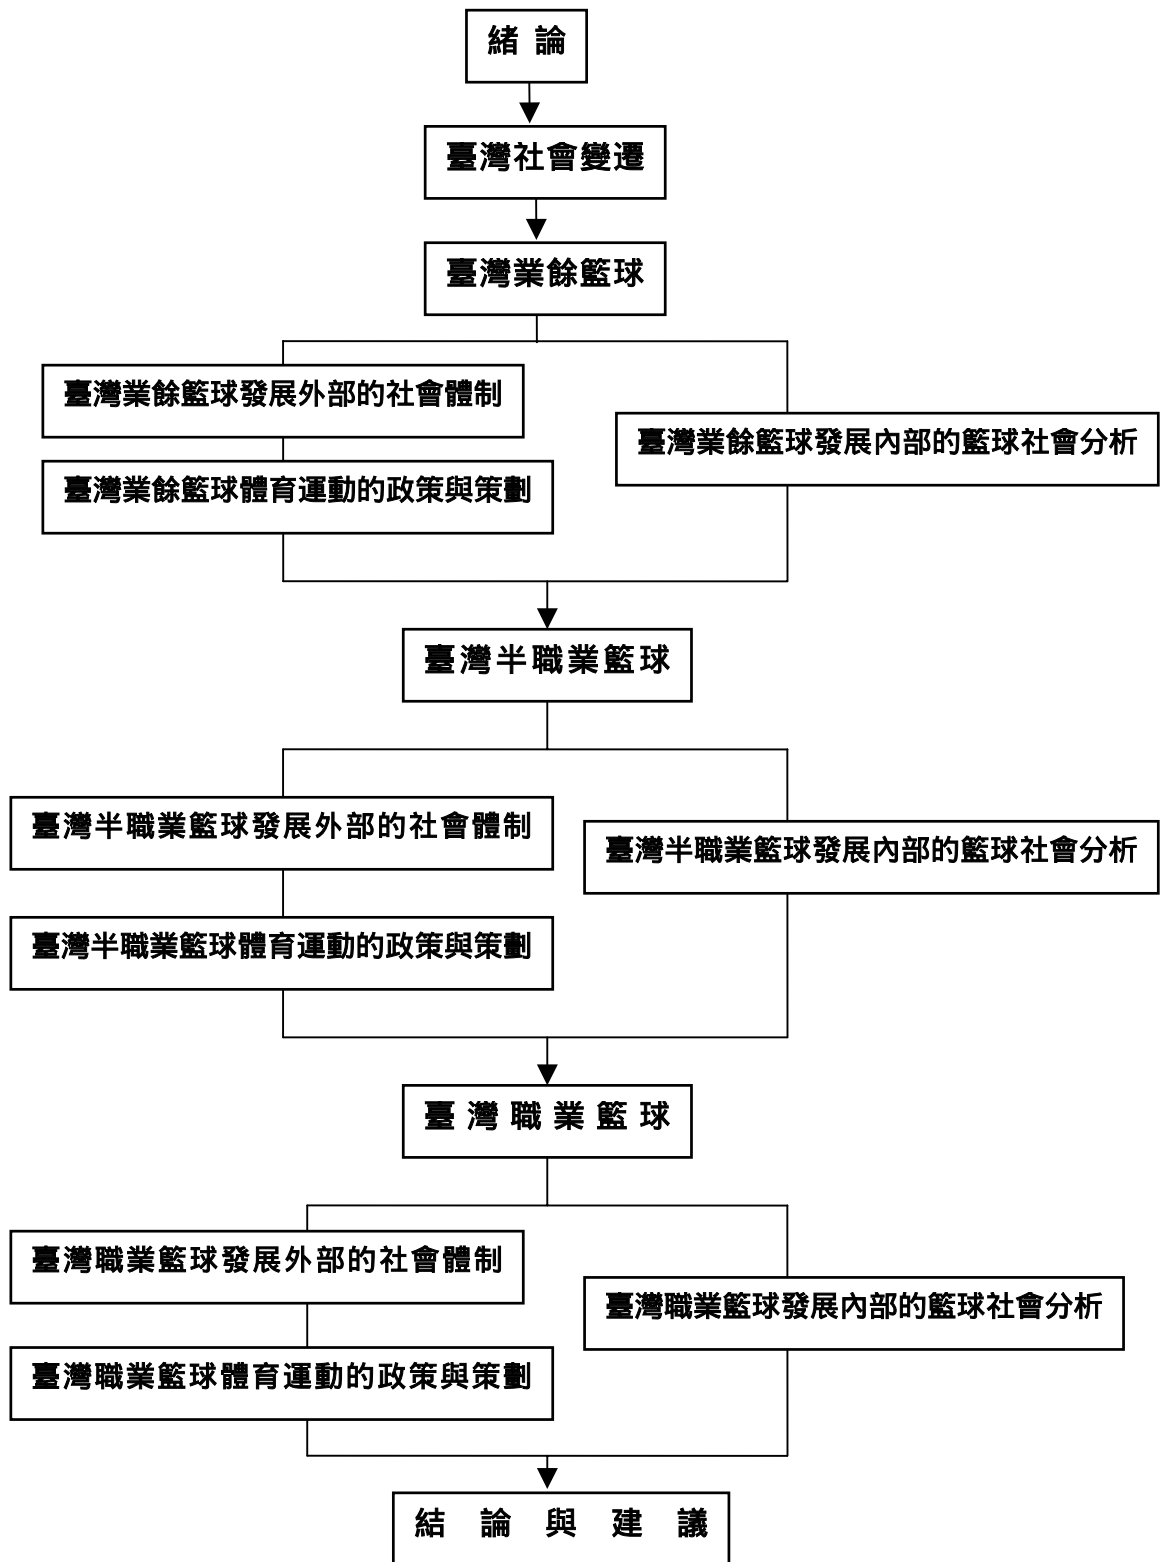 緒論
臺灣社會變遷
臺灣業餘籃球
臺灣業餘籃球發展外部的社會體制
臺灣業餘籃球發展內部的籃球社會分析
臺灣業餘籃球體育運動的政策與策劃
臺灣半職業籃球
臺灣半職業籃球發展外部的社會體制
臺灣半職業籃球發展內部的籃球社會分析
臺灣半職業籃球體育運動的政策與策劃
臺灣職業籃球
臺灣職業籃球發展外部的社會體制
臺灣職業籃球發展內部的籃球社會分析
臺灣職業籃球體育運動的政策與策劃
結論與建議